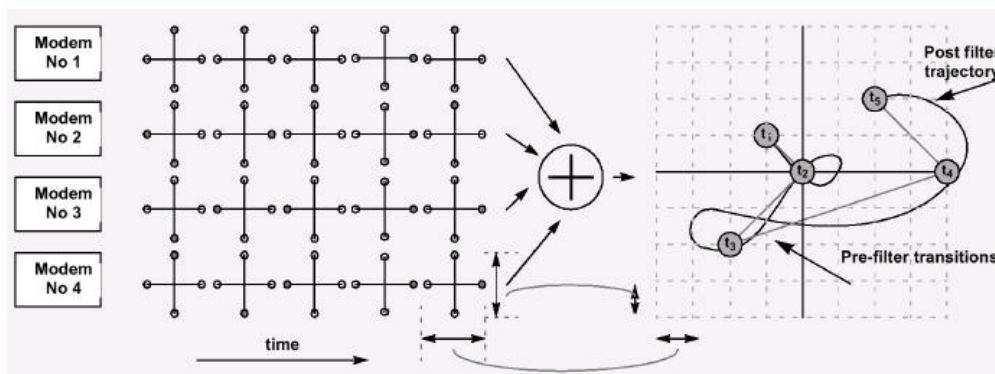 Modem
No 1
Modem
No 2
Modem
No 3
Modem
No 4
time
Post filter
trajectory
t5
ti
t2
t4
t3
Pre-filter transitions